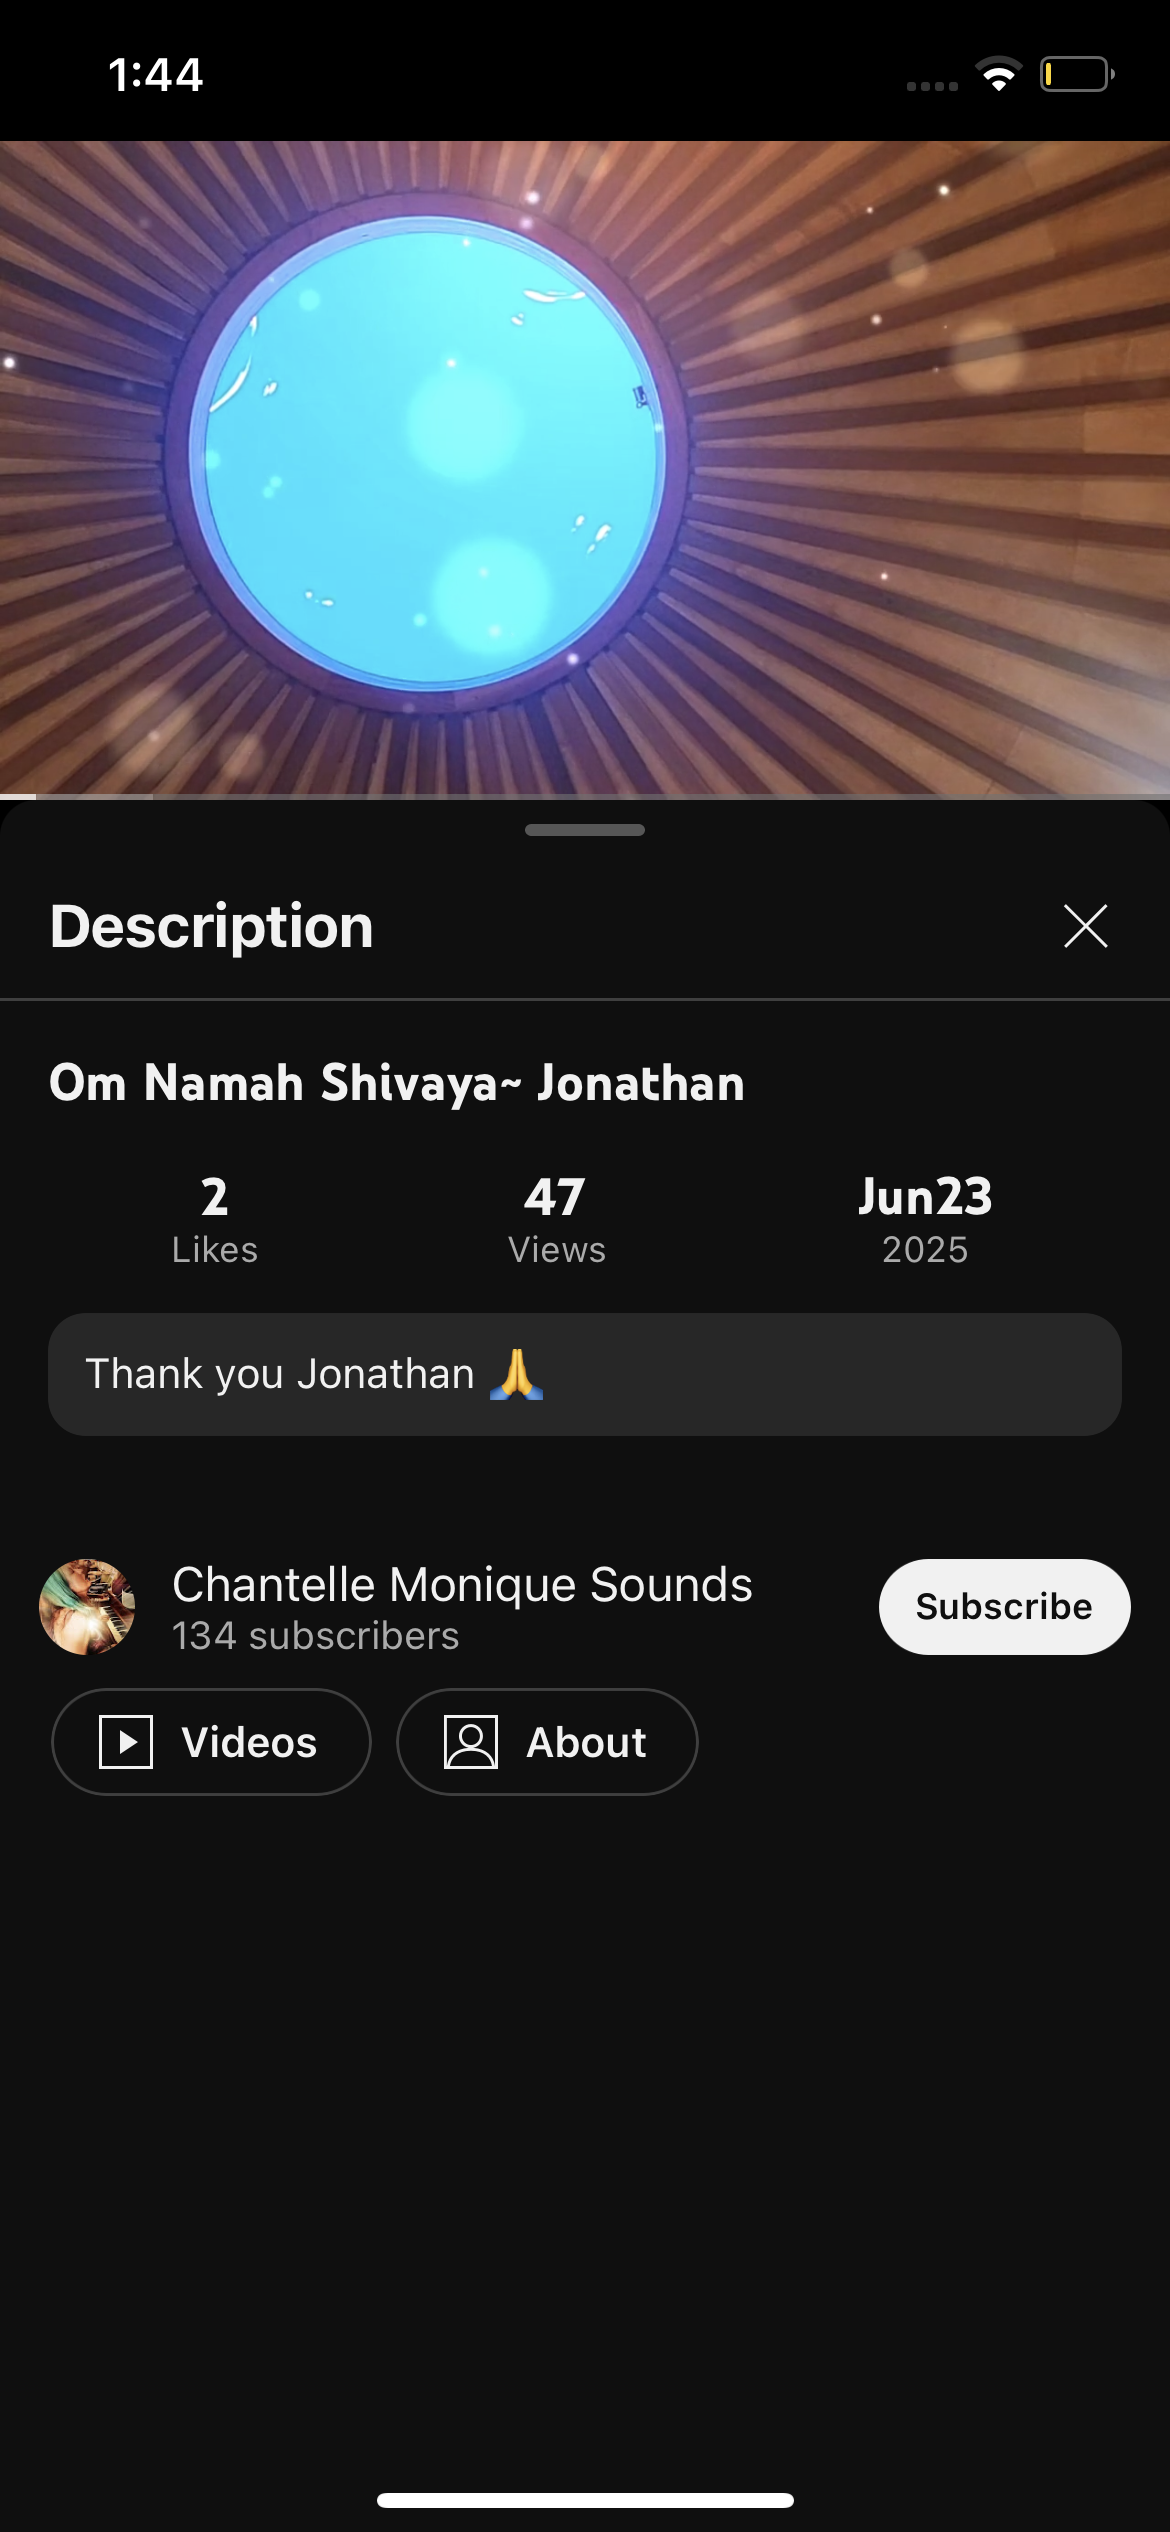 1:44
Description
Om Namah Shivaya~ Jonathan
2 47 Jun23
Likes Views 2025
Thank you Jonathan 🙏
Chantelle Monique Sounds
134 subscribers
Subscribe
Videos About